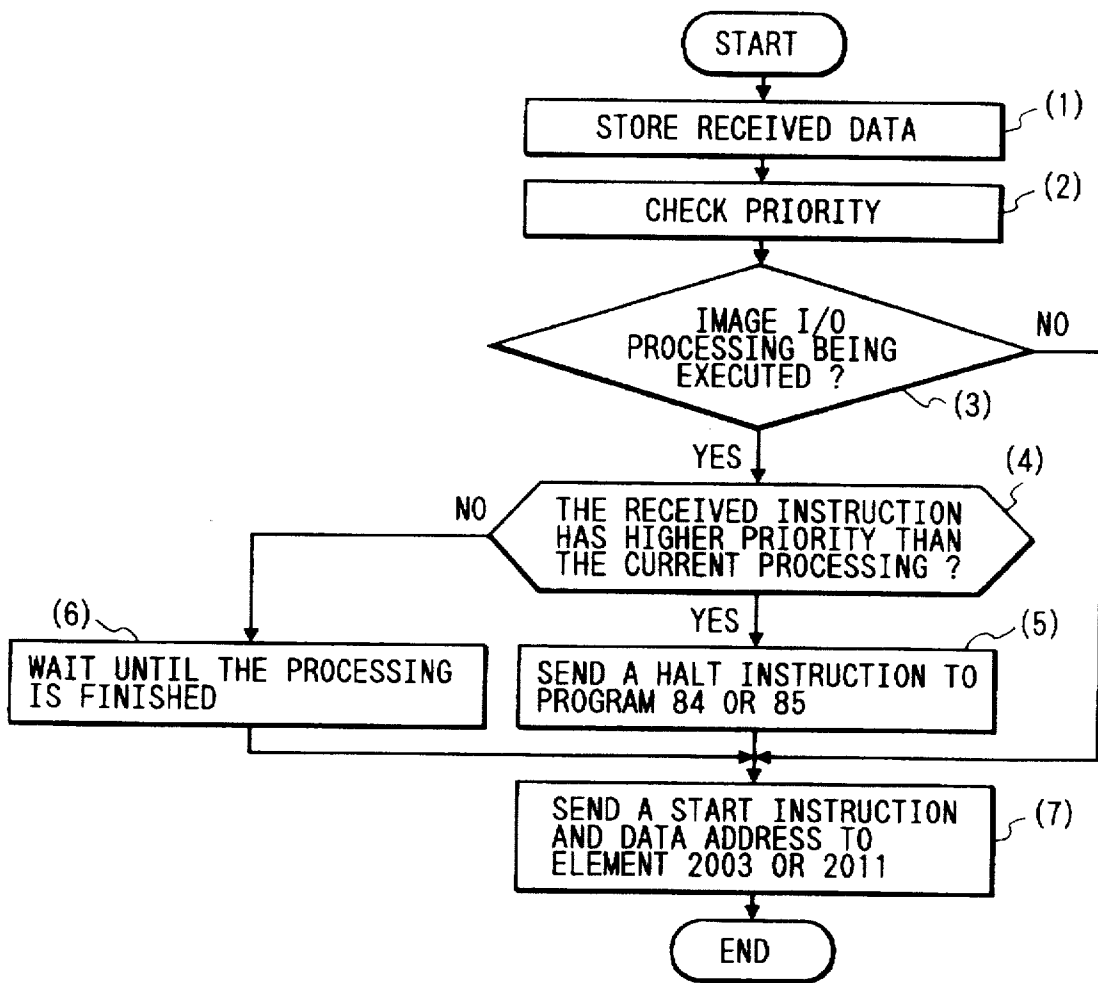 START
(1)
STORE RECEIVED DATA
(2)
CHECK PRIORITY
IMAGE I/O
PROCESSING BEING
EXECUTED ?
NO
(3)
YES
(4)
NO
THE RECEIVED INSTRUCTION
HAS HIGHER PRIORITY THAN
THE CURRENT PROCESSING ?
(6)
YES
(5)
WAIT UNTIL THE PROCESSING
IS FINISHED
SEND A HALT INSTRUCTION TO
PROGRAM 84 OR 85
SEND A START INSTRUCTION
AND DATA ADDRESS TO
ELEMENT 2003 OR 2011
(7)
END